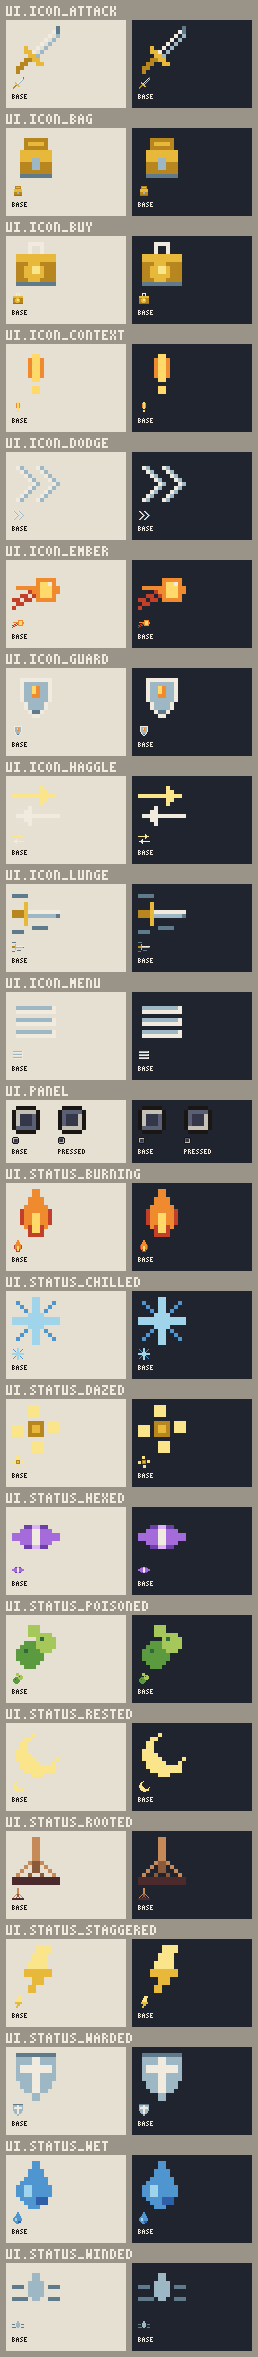 UI.ICON_ATTACK
BASE BASE
UI.ICON_BAG
BASE BASE
UI.ICON_BUY
BASE BASE
UI.ICON_CONTEXT
BASE BASE
UI.ICON_DODGE
BASE BASE
UI.ICON_EMBER
BASE BASE
UI.ICON_GUARD
BASE BASE
UI.ICON_HAGGLE
BASE BASE
UI.ICON_LUNGE
BASE BASE
UI.ICON_MENU
BASE BASE
UI.PANEL
BASE PRESSED BASE PRESSED
UI.STATUS_BURNING
BASE BASE
UI.STATUS_CHILLED
BASE BASE
UI.STATUS_DAZED
BASE BASE
UI.STATUS_HEXED
BASE BASE
UI.STATUS_POISONED
BASE BASE
UI.STATUS_RESTED
BASE BASE
UI.STATUS_ROOTED
BASE BASE
UI.STATUS_STAGGERED
BASE BASE
UI.STATUS_WARDED
BASE BASE
UI.STATUS_WET
BASE BASE
UI.STATUS_WINDED
BASE BASE